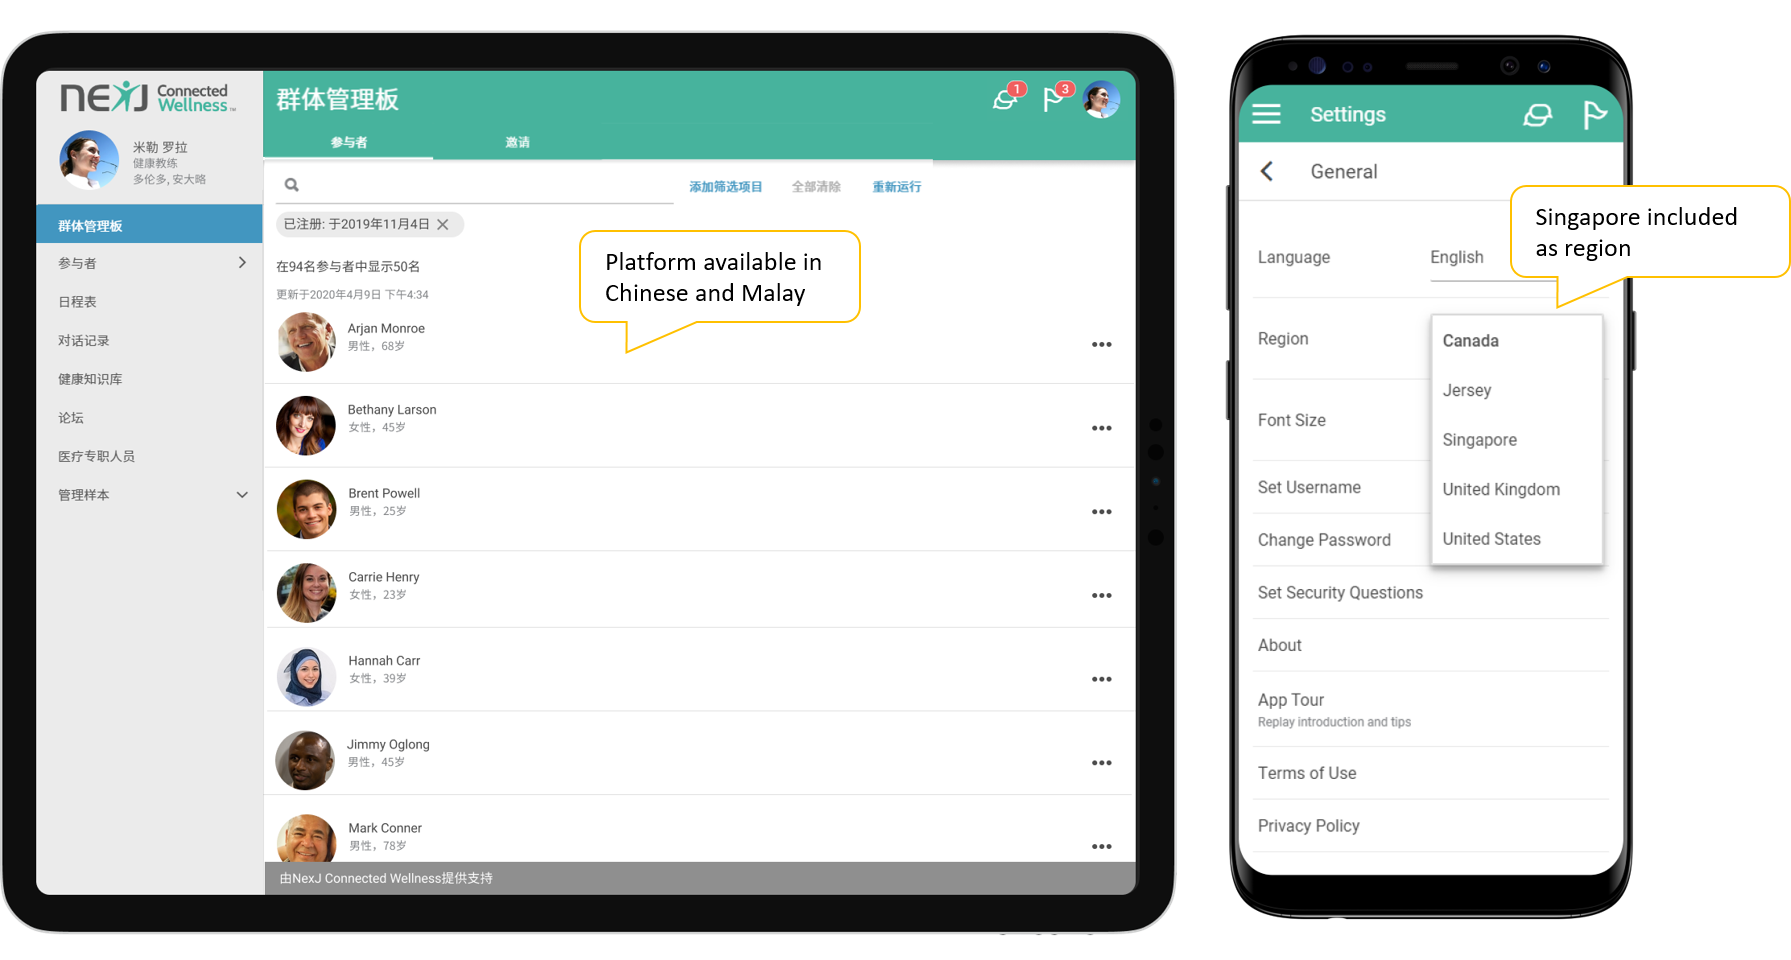 NEXJ Connected Wellness™
米勒 罗拉
健康教练
多伦多, 安大略
群体管理板
参与者
日程表
对话记录
健康知识库
论坛
医疗专职人员
管理样本
群体管理板
1
3
参与者
邀请
添加筛选项目
全部清除
重新运行
已注册: 于2019年11月4日
在94名参与者中显示50名
更新于2020年4月9日 下午4:34
Platform available in
Chinese and Malay
Arjan Monroe
男性，68岁
Bethany Larson
女性，45岁
Brent Powell
男性，25岁
Carrie Henry
女性，23岁
Hannah Carr
女性，39岁
Jimmy Oglong
男性，45岁
Mark Conner
男性，78岁
由NexJ Connected Wellness提供支持
Settings
General
Singapore included
as region
Language
English
Region
Canada
Jersey
Singapore
United Kingdom
United States
Font Size
Set Username
Change Password
Set Security Questions
About
App Tour
Replay introduction and tips
Terms of Use
Privacy Policy